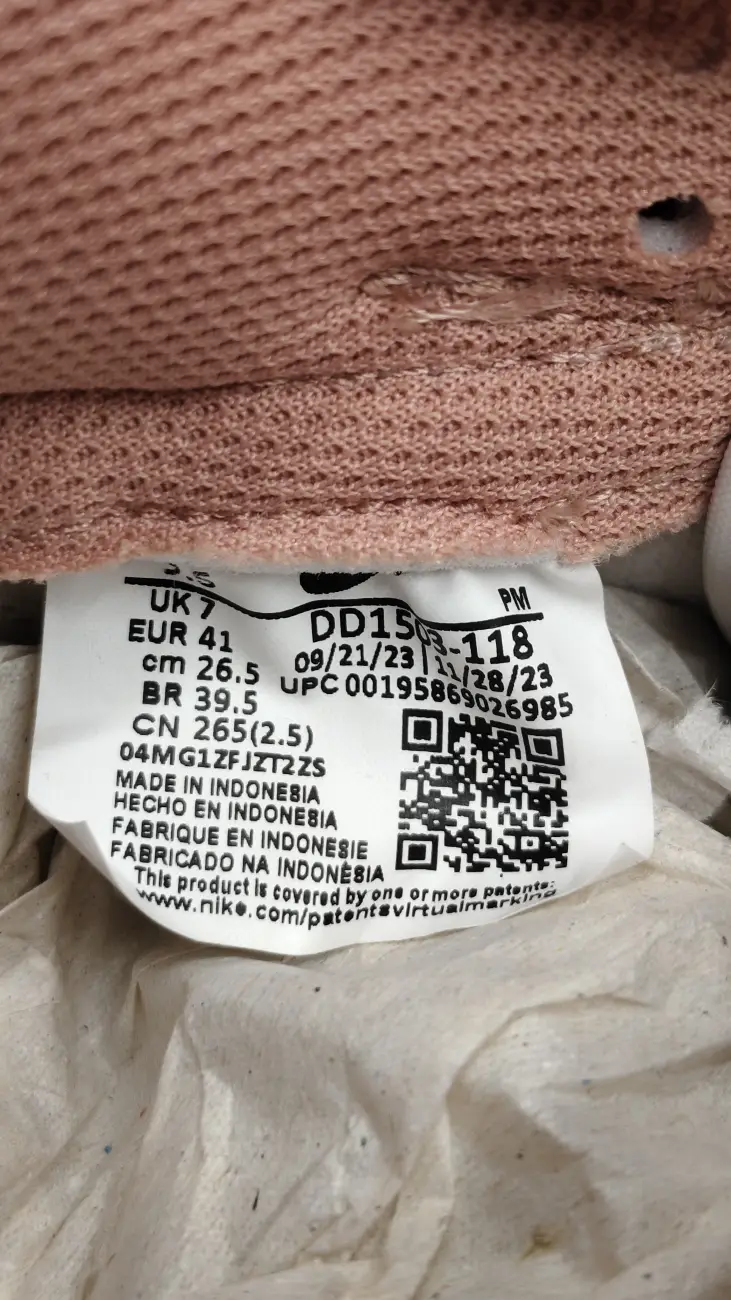 UK 7
EUR 41
cm 26.5
BR 39.5
CN 265(2.5)
04MG1ZFJZT2ZS
PM
DD1503-118
09/21/23 | 11/28/23
UPC 00195869026985
MADE IN INDONESIA
HECHO EN INDONESIA
FABRIQUE EN INDONESIE
FABRICADO NA INDONÉSIA
This product is covered by one or more patents:
www.nike.com/patentsvirtualmarking